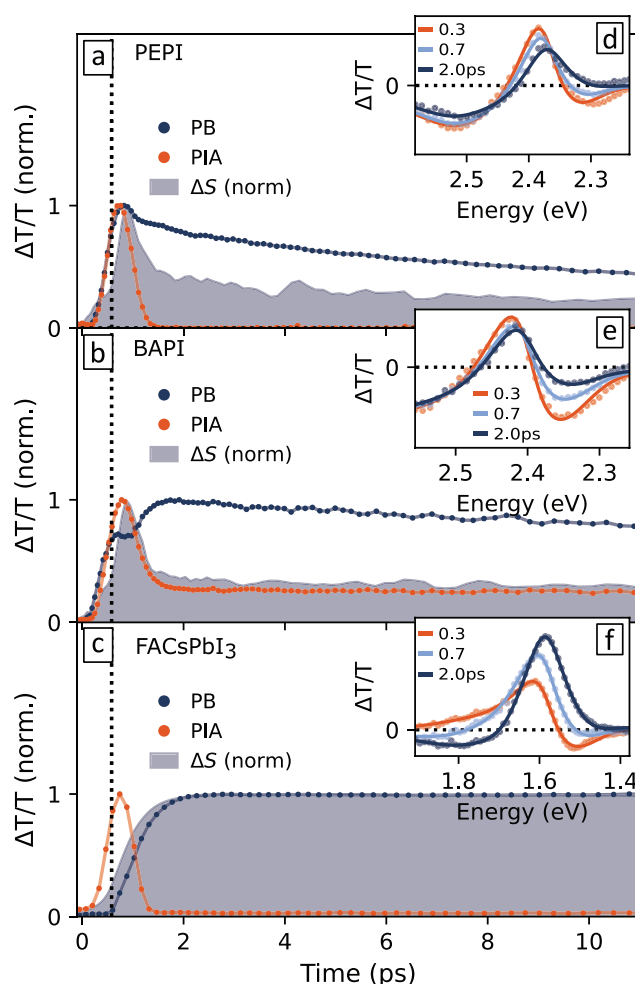 a PEPI
PB
PIA
ΔS (norm)
ΔT/T (norm.)
1
0
d
0.3
0.7
2.0ps
ΔT/T
0
2.5 2.4 2.3
Energy (eV)
b BAPI
PB
PIA
ΔS (norm)
ΔT/T (norm.)
1
0
e
0.3
0.7
2.0ps
ΔT/T
0
2.5 2.4 2.3
Energy (eV)
c FACsPbI₃
PB
PIA
ΔS (norm)
ΔT/T (norm.)
1
0
f
0.3
0.7
2.0ps
ΔT/T
0
1.8 1.6 1.4
Energy (eV)
0 2 4 6 8 10
Time (ps)